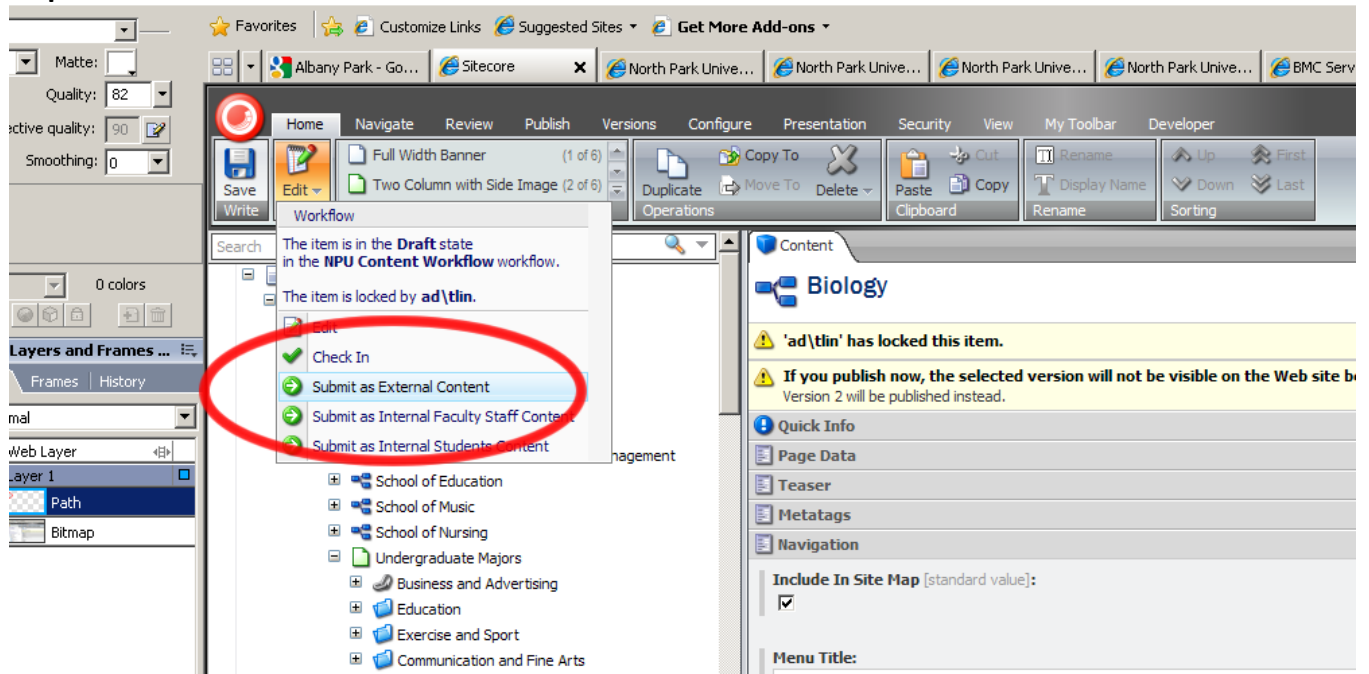 Favorites Customize Links Suggested Sites Get More Add-ons
Matte:
Albany Park - Go... Sitecore North Park Unive... North Park Unive... North Park Unive... North Park Unive... BMC Serv
Quality: 82
ective quality: 90
Smoothing: 0
Home Navigate Review Publish Versions Configure Presentation Security View My Toolbar Developer
Full Width Banner (1 of 6)
Two Column with Side Image (2 of 6)
Save Edit Duplicate Copy To Move To Delete Paste Cut Copy Rename Display Name Up Down First Last
Write Operations Clipboard Rename Sorting
Workflow
Search
The item is in the Draft state
in the NPU Content Workflow workflow.
The item is locked by ad\tlin.
Edit
Check In
Submit as External Content
Submit as Internal Faculty Staff Content
Submit as Internal Students Content
nagement
School of Education
School of Music
School of Nursing
Undergraduate Majors
Business and Advertising
Education
Exercise and Sport
Communication and Fine Arts
0 colors
Layers and Frames ...
Frames History
mal
Web Layer
Layer 1
Path
Bitmap
Content
Biology
'ad\tlin' has locked this item.
If you publish now, the selected version will not be visible on the Web site be
Version 2 will be published instead.
Quick Info
Page Data
Teaser
Metatags
Navigation
Include In Site Map [standard value]:
Menu Title: